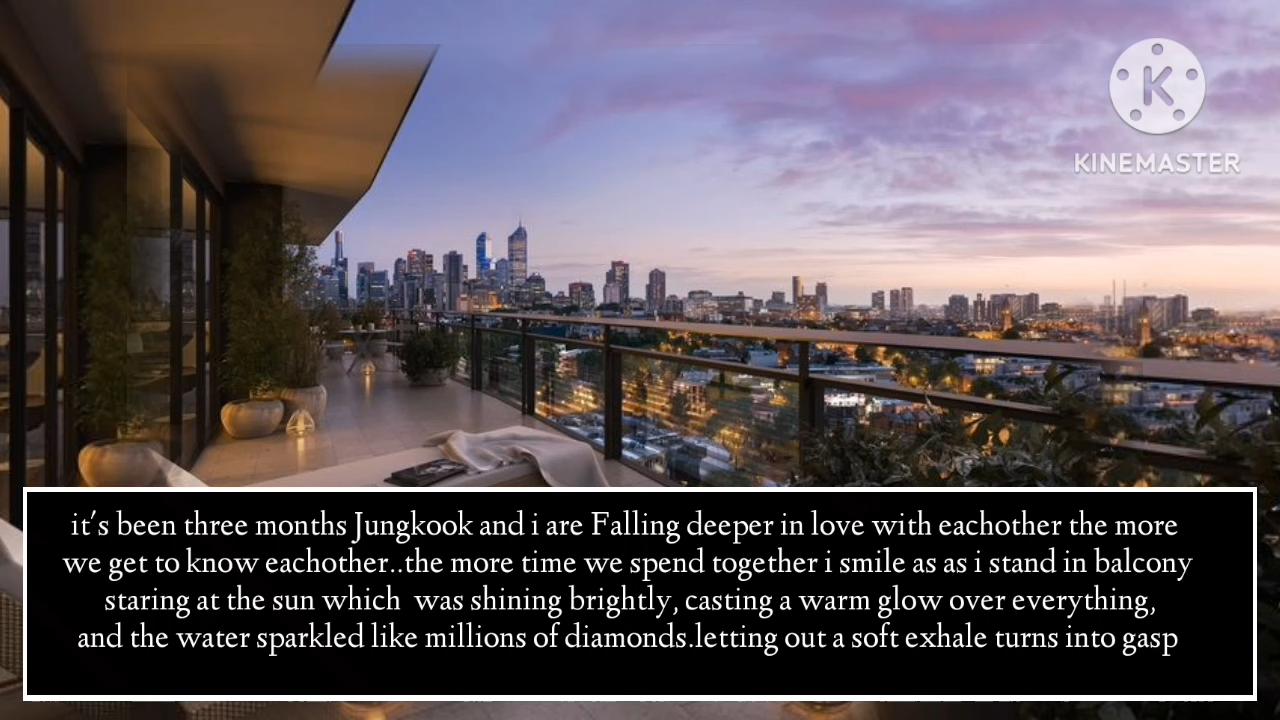 K
KINEMASTER
it's been three months Jungkook and i are Falling deeper in love with eachother the more
we get to know eachother..the more time we spend together i smile as as i stand in balcony
staring at the sun which  was shining brightly, casting a warm glow over everything,
and the water sparkled like millions of diamonds.letting out a soft exhale turns into gasp